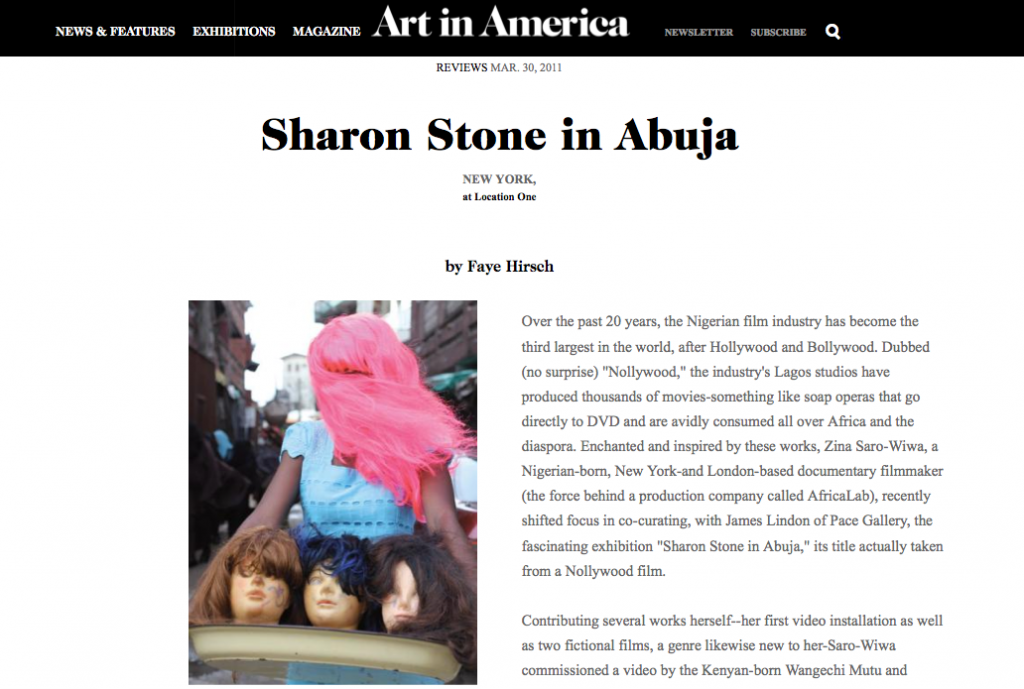 NEWS & FEATURES EXHIBITIONS MAGAZINE Art in America NEWSLETTER SUBSCRIBE
REVIEWS MAR. 30, 2011
Sharon Stone in Abuja
NEW YORK,
at Location One
by Faye Hirsch
Over the past 20 years, the Nigerian film industry has become the
third largest in the world, after Hollywood and Bollywood. Dubbed
(no surprise) "Nollywood," the industry's Lagos studios have
produced thousands of movies-something like soap operas that go
directly to DVD and are avidly consumed all over Africa and the
diaspora. Enchanted and inspired by these works, Zina Saro-Wiwa, a
Nigerian-born, New York-and London-based documentary filmmaker
(the force behind a production company called AfricaLab), recently
shifted focus in co-curating, with James Lindon of Pace Gallery, the
fascinating exhibition "Sharon Stone in Abuja," its title actually taken
from a Nollywood film.
Contributing several works herself--her first video installation as well
as two fictional films, a genre likewise new to her-Saro-Wiwa
commissioned a video by the Kenyan-born Wangechi Mutu and